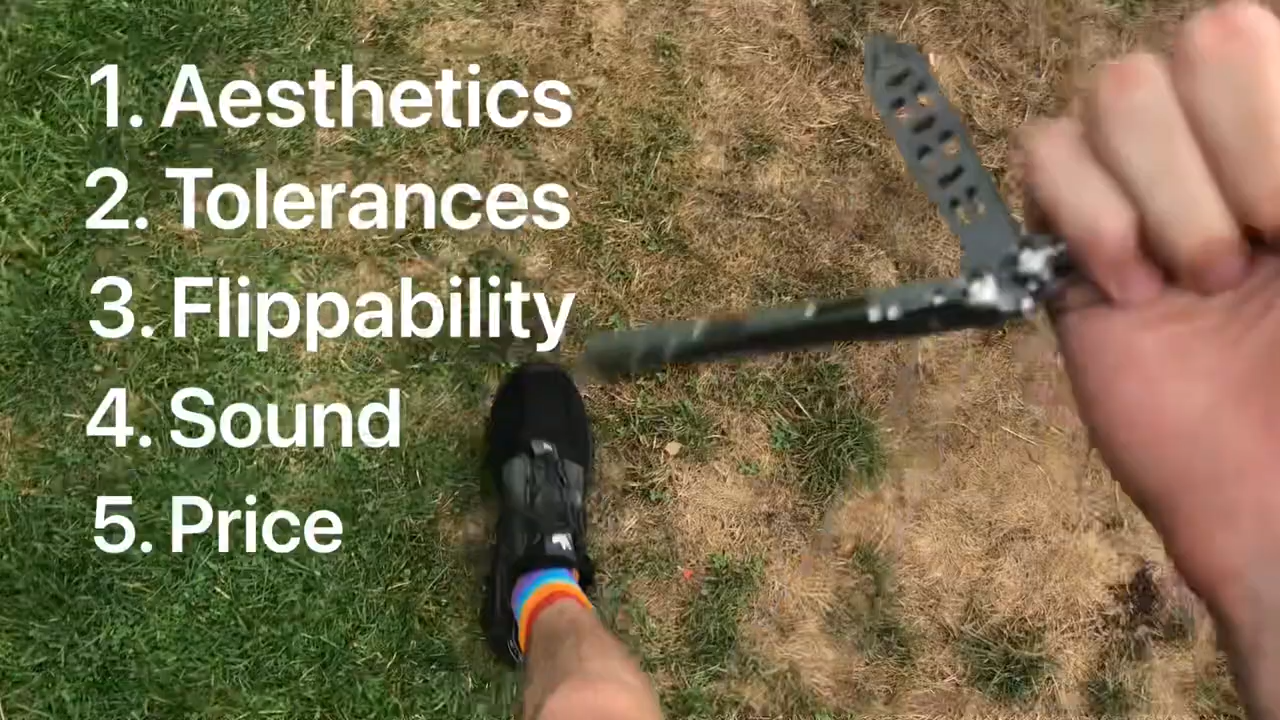 1. Aesthetics
2. Tolerances
3. Flippability
4. Sound
5. Price